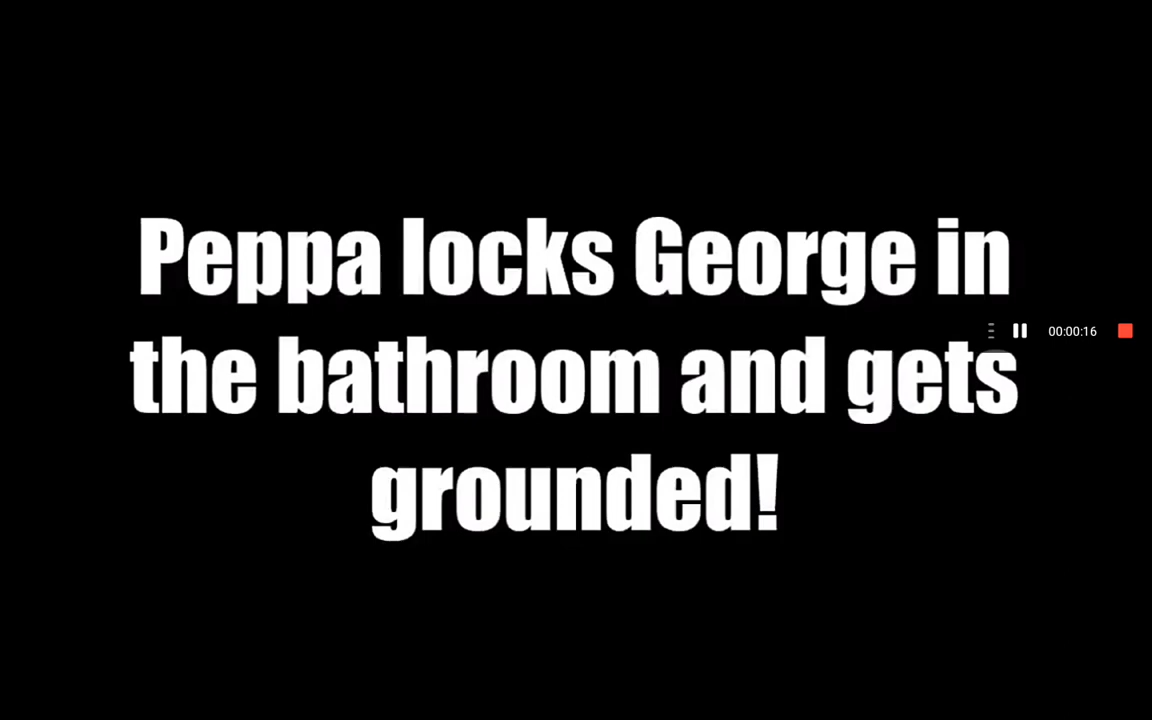 Peppa locks George in
00:00:16
the bathroom and gets
grounded!